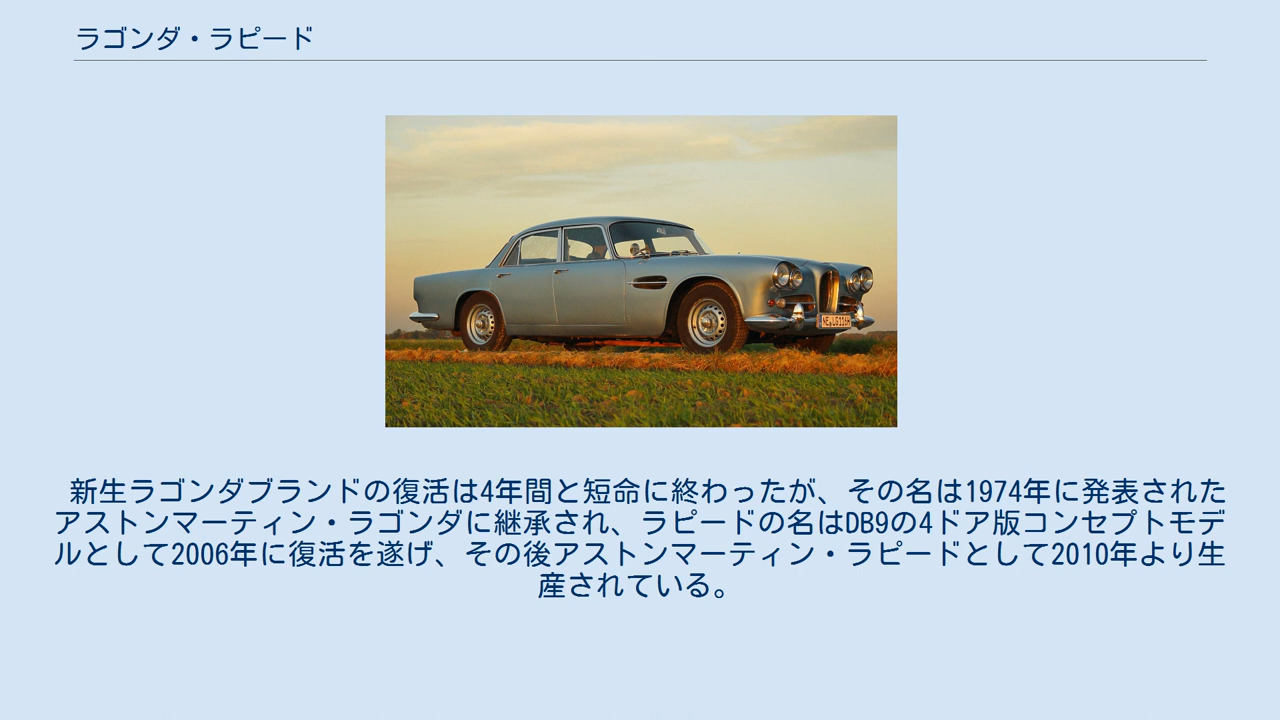 ラゴンダ・ラピード
新生ラゴンダブランドの復活は4年間と短命に終わったが、その名は1974年に発表された
アストンマーティン・ラゴンダに継承され、ラピードの名はDB9の4ドア版コンセプトモデ
ルとして2006年に復活を遂げ、その後アストンマーティン・ラピードとして2010年より生
産されている。